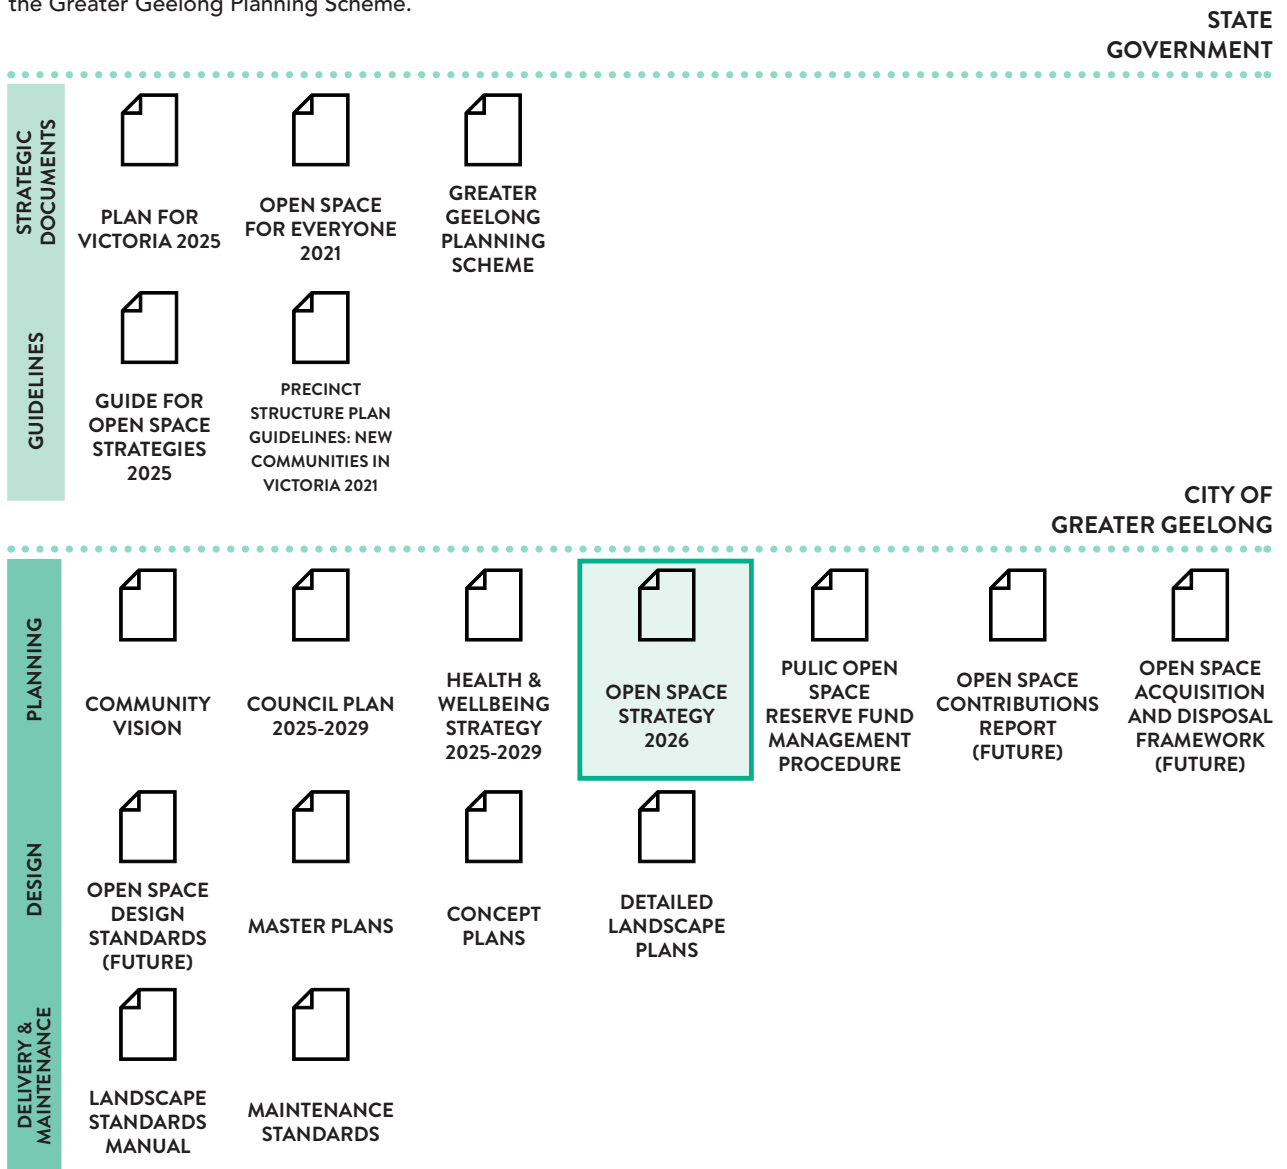 the Greater Geelong Planning Scheme.
STATE
GOVERNMENT
STRATEGIC
DOCUMENTS
PLAN FOR
VICTORIA 2025
OPEN SPACE
FOR EVERYONE
2021
GREATER
GEELONG
PLANNING
SCHEME
GUIDELINES
GUIDE FOR
OPEN SPACE
STRATEGIES
2025
PRECINCT
STRUCTURE PLAN
GUIDELINES: NEW
COMMUNITIES IN
VICTORIA 2021
CITY OF
GREATER GEELONG
PLANNING
COMMUNITY
VISION
COUNCIL PLAN
2025-2029
HEALTH &
WELLBEING
STRATEGY
2025-2029
OPEN SPACE
STRATEGY
2026
PULIC OPEN
SPACE
RESERVE FUND
MANAGEMENT
PROCEDURE
OPEN SPACE
CONTRIBUTIONS
REPORT
(FUTURE)
OPEN SPACE
ACQUISITION
AND DISPOSAL
FRAMEWORK
(FUTURE)
DESIGN
OPEN SPACE
DESIGN
STANDARDS
(FUTURE)
MASTER PLANS
CONCEPT
PLANS
DETAILED
LANDSCAPE
PLANS
DELIVERY &
MAINTENANCE
LANDSCAPE
STANDARDS
MANUAL
MAINTENANCE
STANDARDS